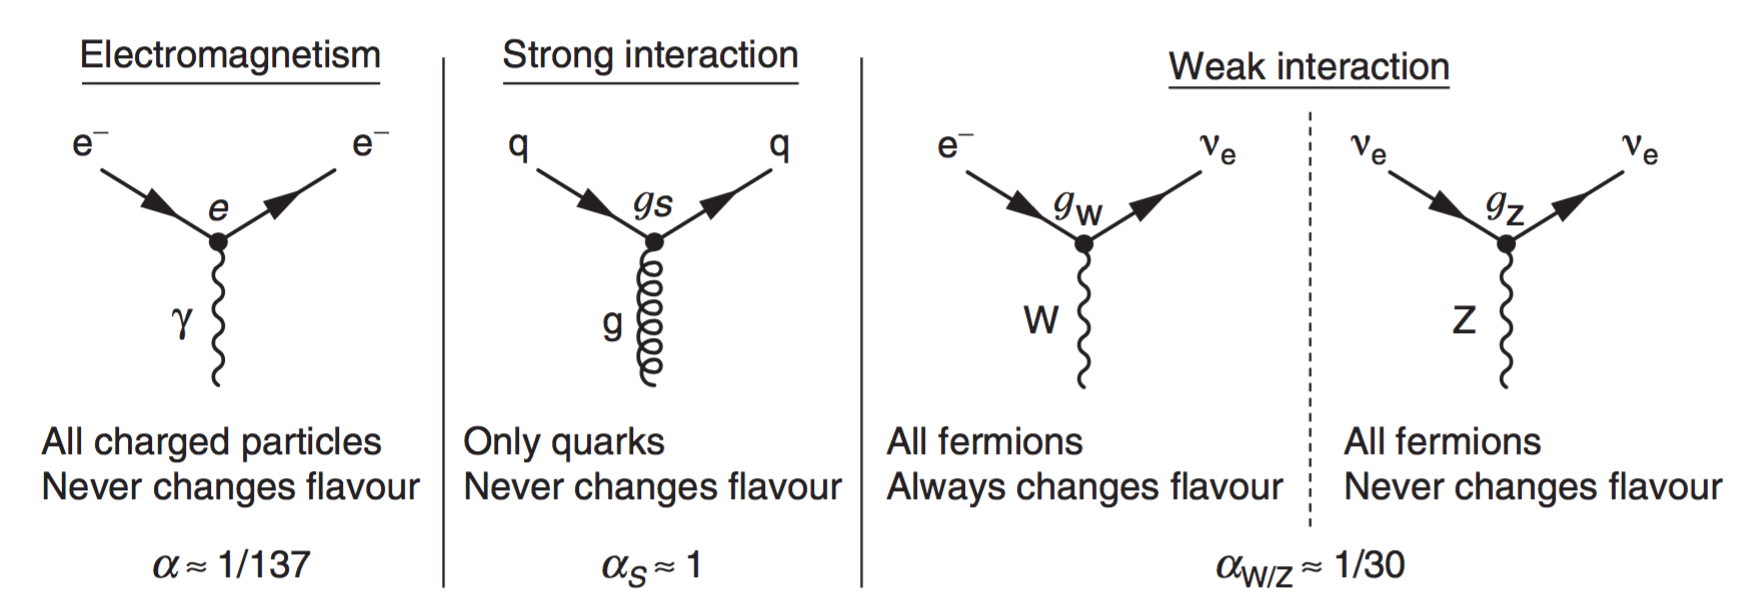 Electromagnetism
e⁻ e⁻
e
γ
All charged particles
Never changes flavour
α ≈ 1/137
Strong interaction
q q
gS
g
Only quarks
Never changes flavour
αS ≈ 1
Weak interaction
e⁻ νe
gW
W
All fermions
Always changes flavour
νe νe
gZ
Z
All fermions
Never changes flavour
αW/Z ≈ 1/30